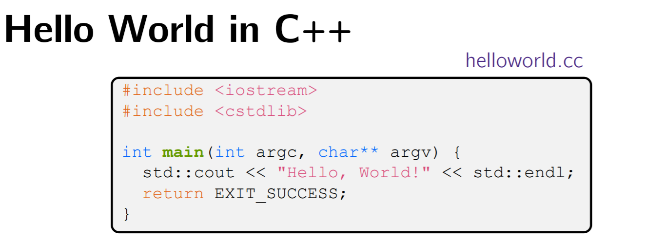 Hello World in C++
helloworld.cc
#include <iostream>
#include <cstdlib>
int main(int argc, char** argv) {
  std::cout << "Hello, World!" << std::endl;
  return EXIT_SUCCESS;
}